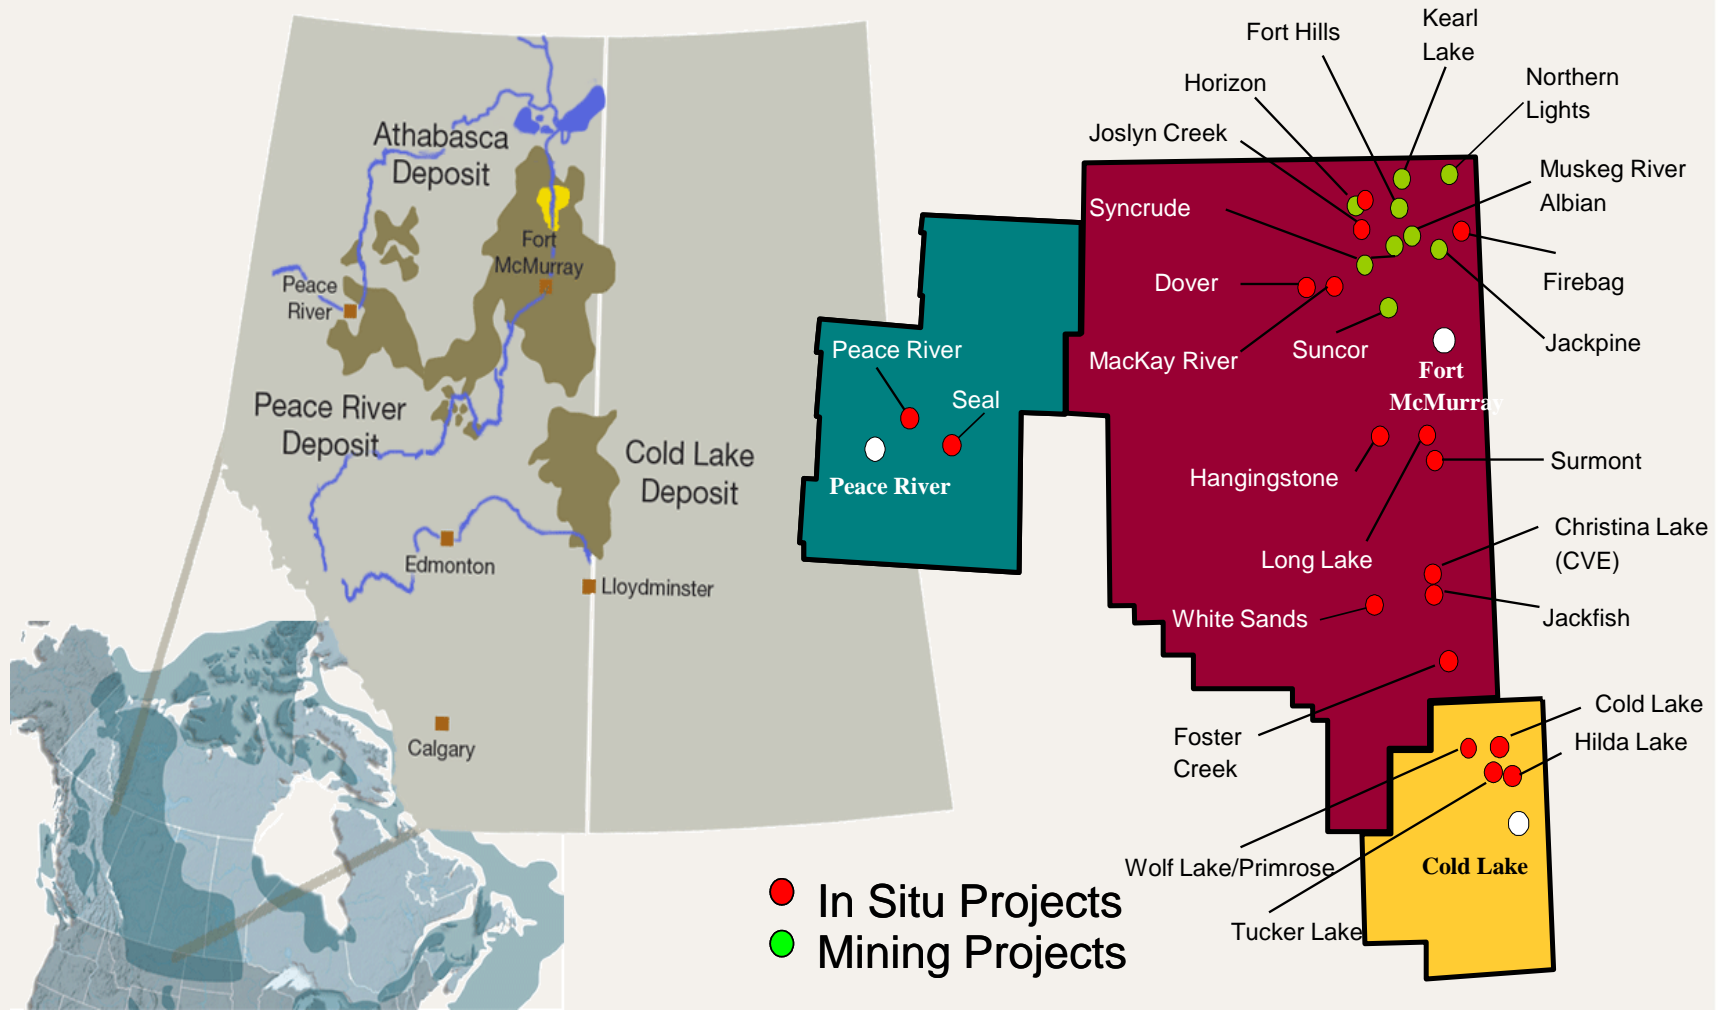 Athabasca
Deposit
Fort
McMurray
Peace
River
Peace River
Deposit
Cold Lake
Deposit
Edmonton
Lloydminster
Calgary
Fort Hills
Kearl
Lake
Horizon
Northern
Lights
Joslyn Creek
Muskeg River
Albian
Syncrude
Dover
Firebag
MacKay River
Suncor
Jackpine
Fort
McMurray
Peace River
Seal
Peace River
Hangingstone
Surmont
Long Lake
Christina Lake
(CVE)
White Sands
Jackfish
Foster
Creek
Cold Lake
Hilda Lake
Wolf Lake/Primrose
Cold Lake
Tucker Lake
In Situ Projects
Mining Projects